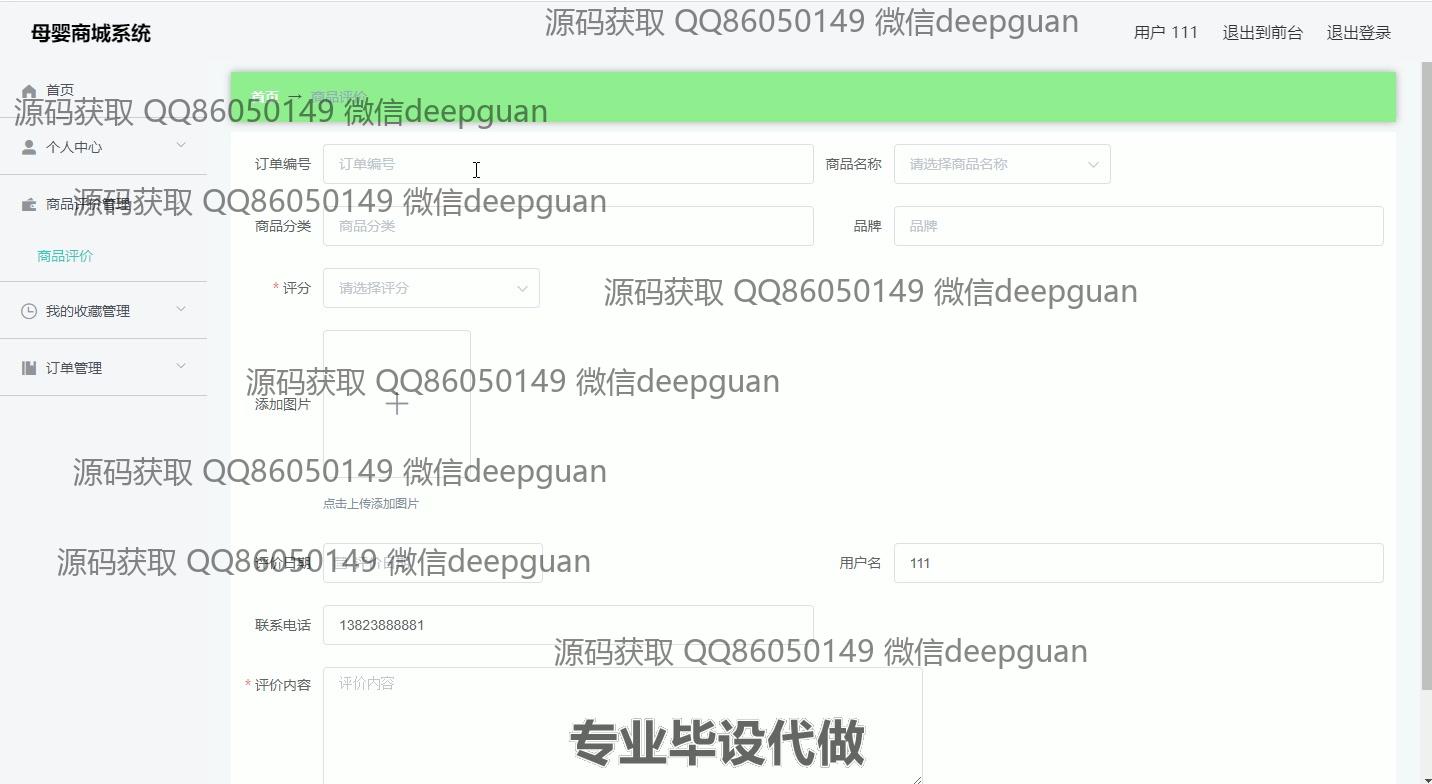 母婴商城系统
源码获取 QQ86050149 微信deepguan
用户 111 退出到前台 退出登录
首页
首页 → 商品评价
源码获取 QQ86050149 微信deepguan
个人中心
订单编号 订单编号 商品名称 请选择商品名称
商品评价管理
源码获取 QQ86050149 微信deepguan
商品分类 商品分类 品牌 品牌
商品评价
* 评分 请选择评分
源码获取 QQ86050149 微信deepguan
我的收藏管理
订单管理
源码获取 QQ86050149 微信deepguan
添加图片
源码获取 QQ86050149 微信deepguan
点击上传添加图片
源码获取 QQ86050149 微信deepguan
评价日期 评价日期 用户名 111
联系电话 13823888881
源码获取 QQ86050149 微信deepguan
* 评价内容 评价内容
专业毕设代做